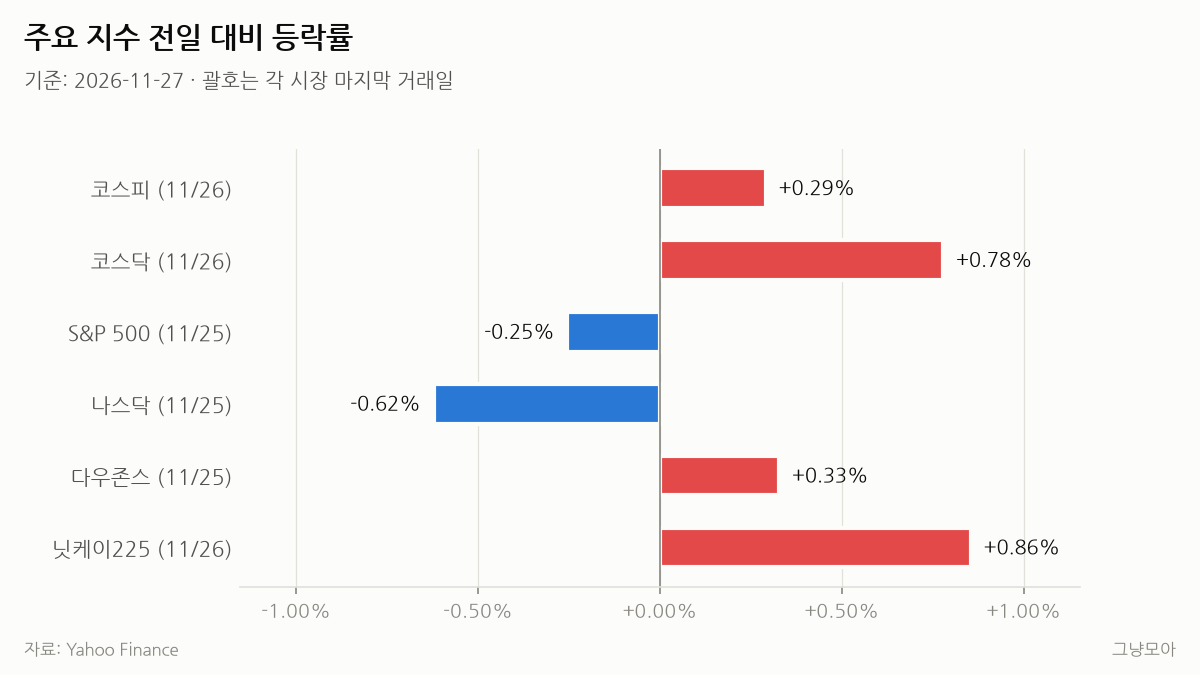 주요 지수 전일 대비 등락률
기준: 2026-11-27 · 괄호는 각 시장 마지막 거래일
코스피 (11/26) +0.29%
코스닥 (11/26) +0.78%
S&P 500 (11/25) -0.25%
나스닥 (11/25) -0.62%
다우존스 (11/25) +0.33%
닛케이225 (11/26) +0.86%
-1.00% -0.50% +0.00% +0.50% +1.00%
자료: Yahoo Finance 그냥모아